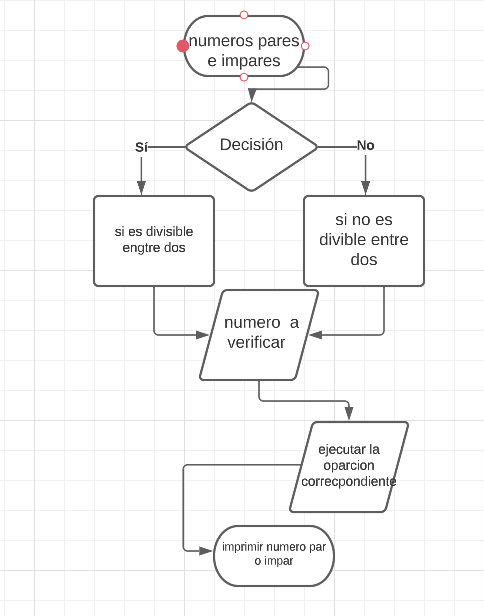 numeros pares
e impares
Decisión
Sí
No
si es divisible
engtre dos
si no es
divible entre
dos
numero a
verificar
ejecutar la
oparcion
correcpondiente
imprimir numero par
o impar